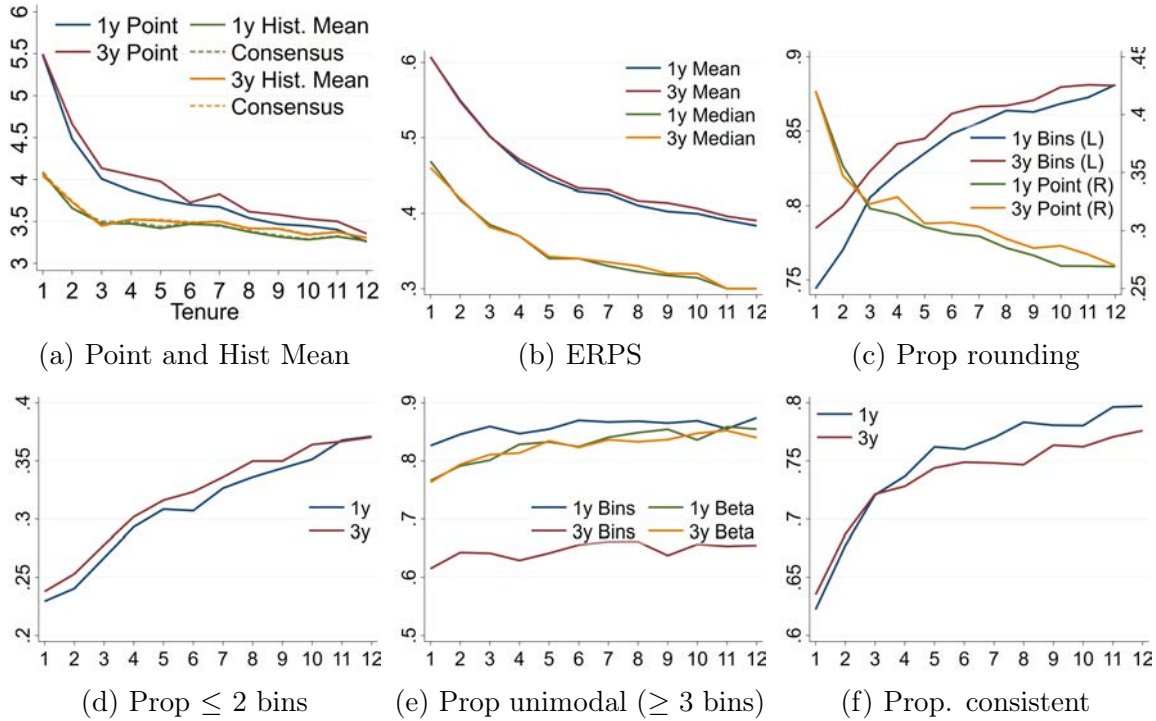 1y Point
3y Point
1y Hist. Mean
Consensus
3y Hist. Mean
Consensus
6
5.5
5
4.5
4
3.5
3
1 2 3 4 5 6 7 8 9 10 11 12
Tenure
(a) Point and Hist Mean
1y Mean
3y Mean
1y Median
3y Median
.6
.5
.4
.3
1 2 3 4 5 6 7 8 9 10 11 12
(b) ERPS
1y Bins (L)
3y Bins (L)
1y Point (R)
3y Point (R)
.9
.85
.8
.75
.45
.4
.35
.3
.25
1 2 3 4 5 6 7 8 9 10 11 12
(c) Prop rounding
1y
3y
.4
.35
.3
.25
.2
1 2 3 4 5 6 7 8 9 10 11 12
(d) Prop ≤ 2 bins
1y Bins
3y Bins
1y Beta
3y Beta
.9
.8
.7
.6
.5
1 2 3 4 5 6 7 8 9 10 11 12
(e) Prop unimodal (≥ 3 bins)
1y
3y
.8
.75
.7
.65
.6
1 2 3 4 5 6 7 8 9 10 11 12
(f) Prop. consistent